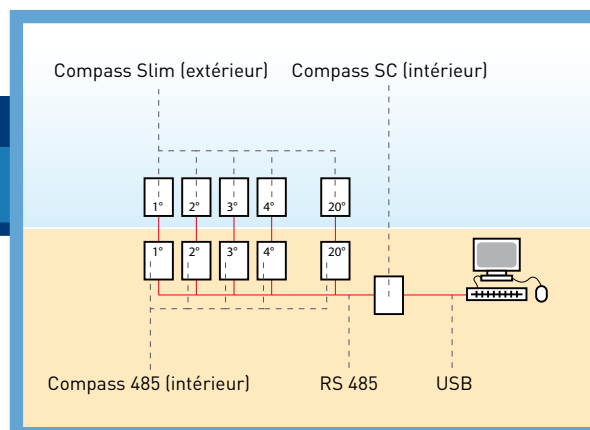 Compass Slim (extérieur) Compass SC (intérieur)
1° 2° 3° 4° 20°
1° 2° 3° 4° 20°
Compass 485 (intérieur) RS 485 USB